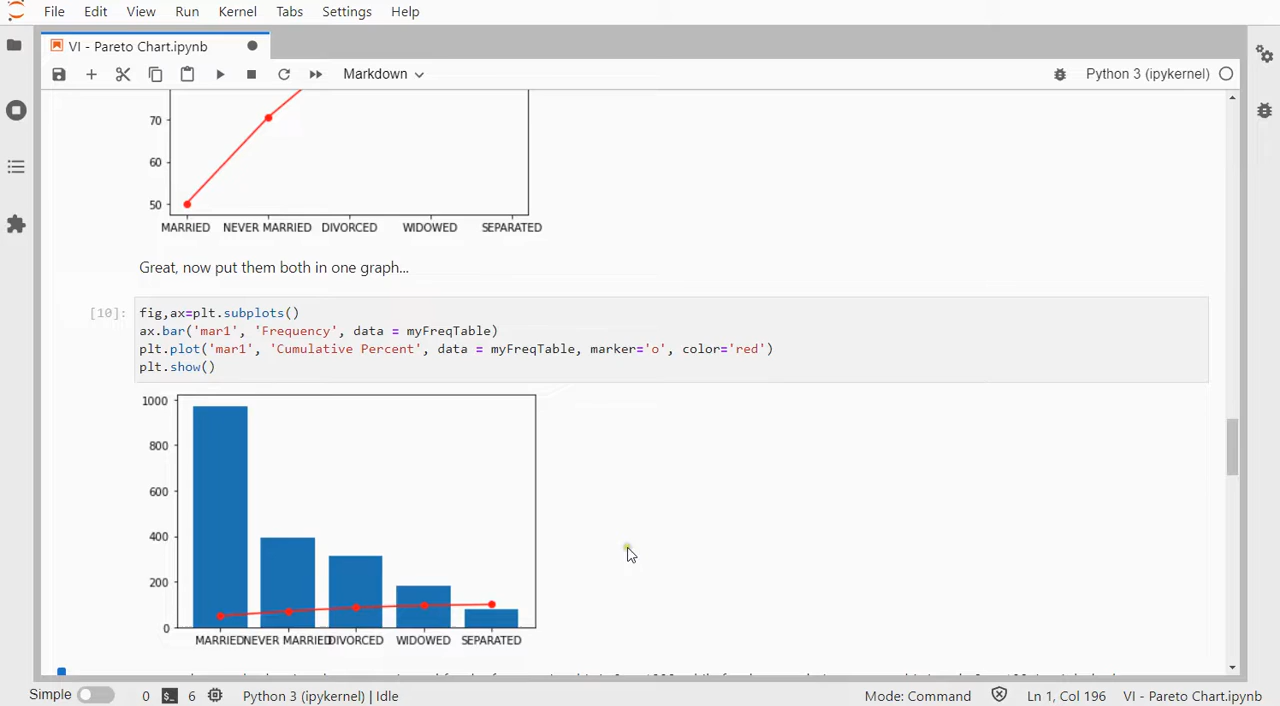 File Edit View Run Kernel Tabs Settings Help
VI - Pareto Chart.ipynb
Markdown
Python 3 (ipykernel)
70
60
50
MARRIED NEVER MARRIED DIVORCED WIDOWED SEPARATED
Great, now put them both in one graph...
[10]:
fig,ax=plt.subplots()
ax.bar('mar1', 'Frequency', data = myFreqTable)
plt.plot('mar1', 'Cumulative Percent', data = myFreqTable, marker='o', color='red')
plt.show()
1000
800
600
400
200
0
MARRIED NEVER MARRIED DIVORCED WIDOWED SEPARATED
Simple 0 $_ 6 Python 3 (ipykernel) | Idle Mode: Command Ln 1, Col 196 VI - Pareto Chart.ipynb